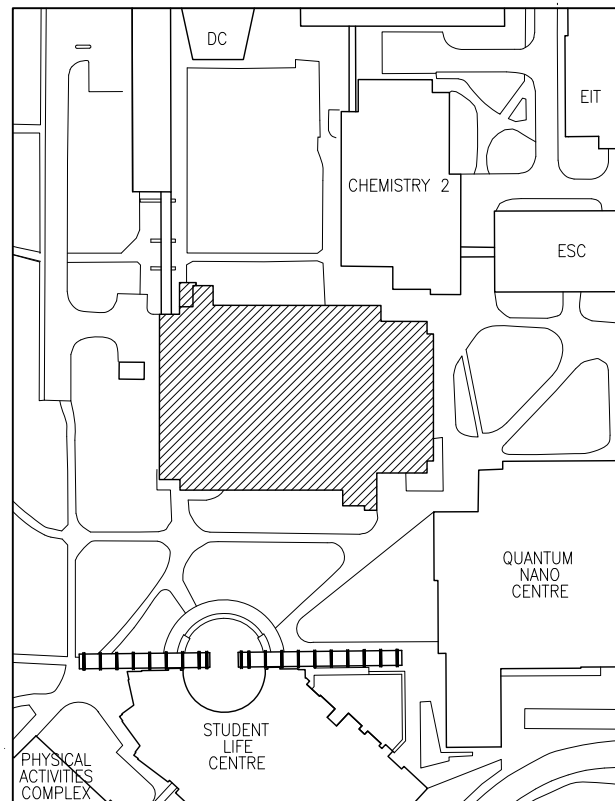 DC
EIT
CHEMISTRY 2
ESC
QUANTUM
NANO
CENTRE
STUDENT
LIFE
CENTRE
PHYSICAL
ACTIVITIES
COMPLEX